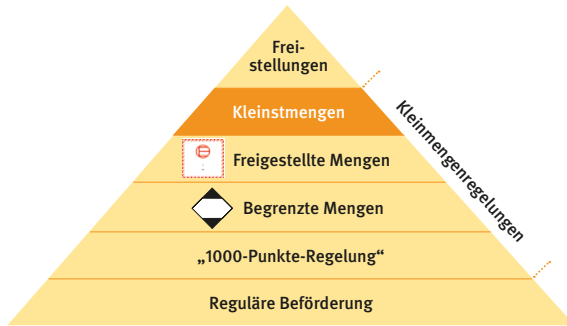 Frei-
stellungen
Kleinstmengen
Freigestellte Mengen
Begrenzte Mengen
„1000-Punkte-Regelung“
Reguläre Beförderung
Kleinmengenregelungen